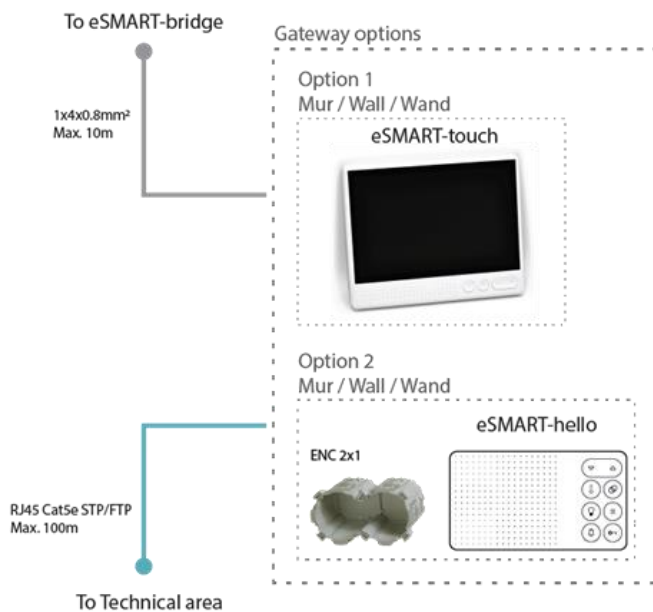 To eSMART-bridge
1x4x0.8mm²
Max. 10m
Gateway options
Option 1
Mur / Wall / Wand
eSMART-touch
Option 2
Mur / Wall / Wand
ENC 2x1
eSMART-hello
RJ45 Cat5e STP/FTP
Max. 100m
To Technical area